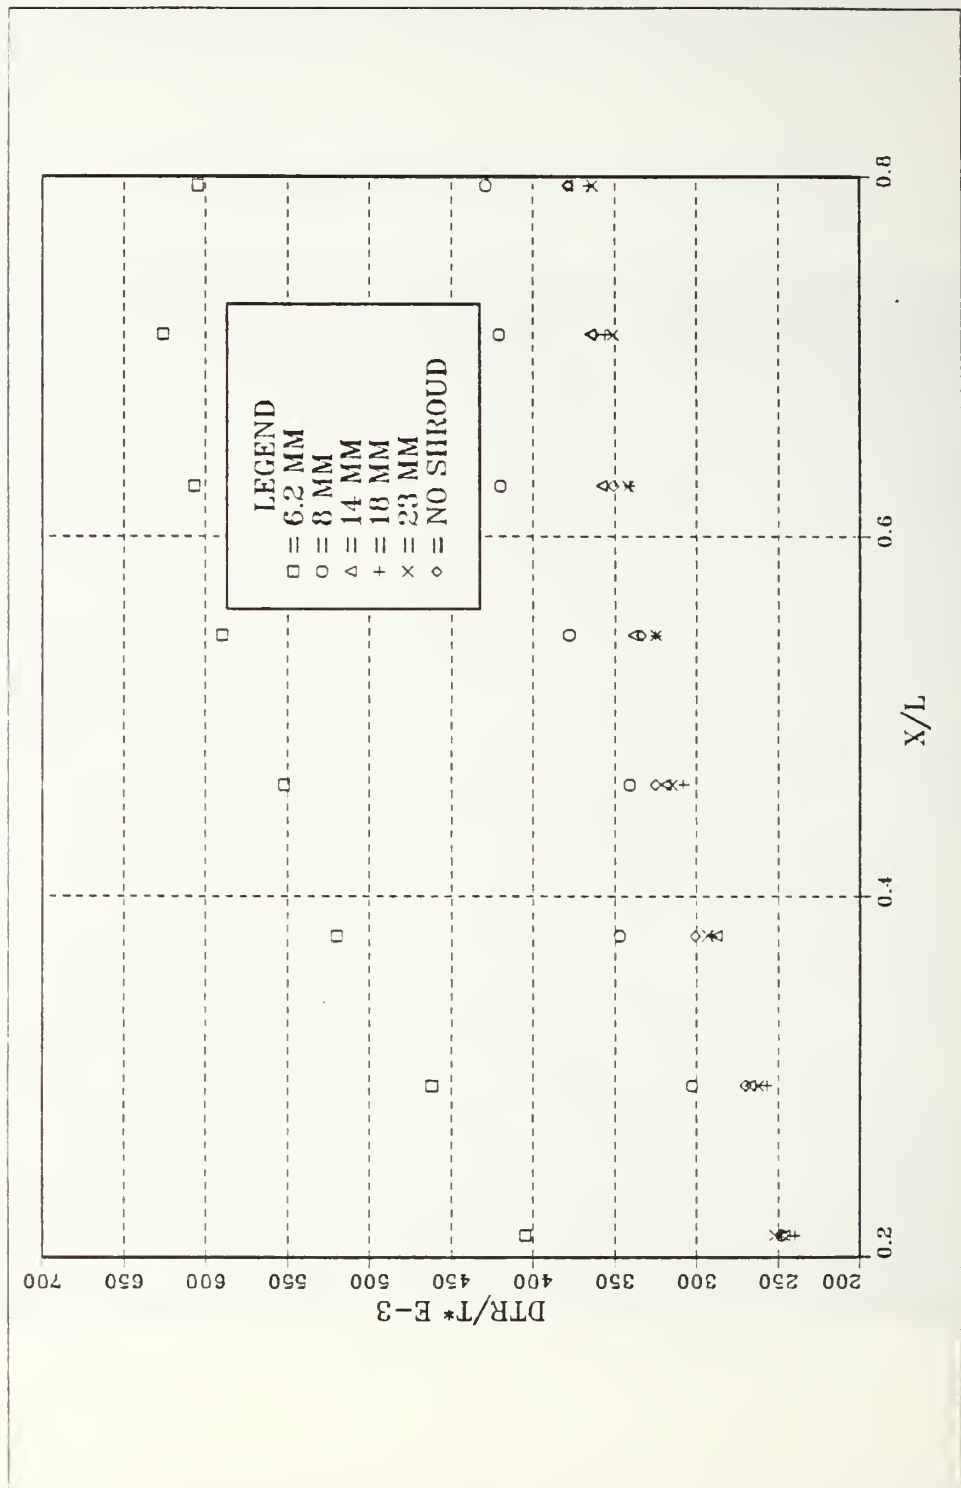 LEGEND
□ = 6.2 MM
○ = 8 MM
△ = 14 MM
+ = 18 MM
× = 23 MM
◇ = NO SHROUD
700
650
600
550
500
450
400
350
300
250
200
DTR/T* E-3
0.2
0.4
0.6
0.8
X/L